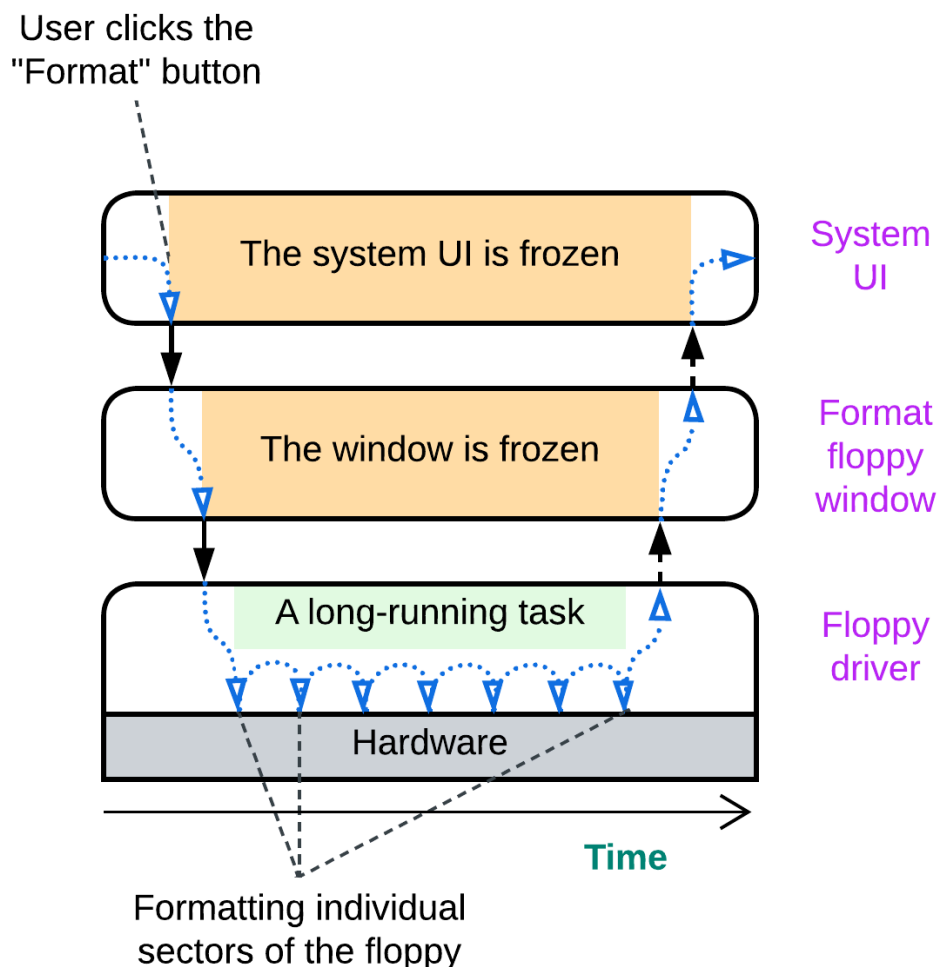 User clicks the
"Format" button
The system UI is frozen
System
UI
The window is frozen
Format
floppy
window
A long-running task
Floppy
driver
Hardware
Time
Formatting individual
sectors of the floppy